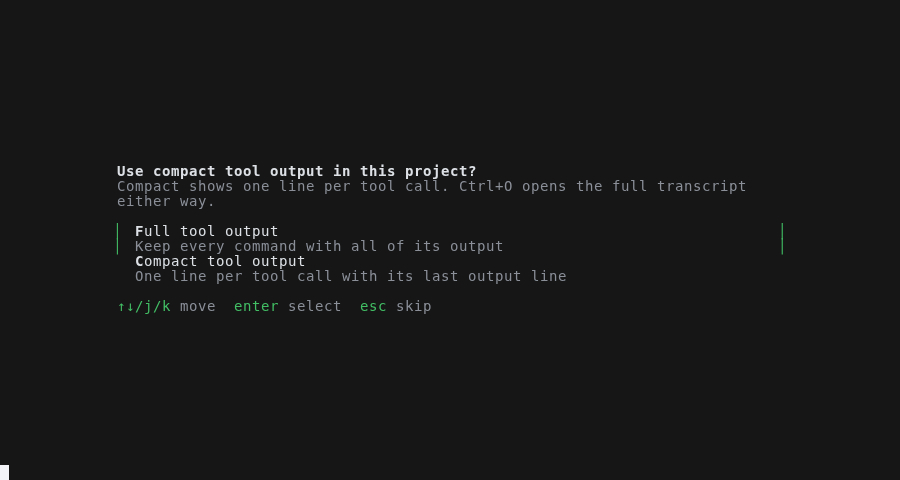 Use compact tool output in this project?
Compact shows one line per tool call. Ctrl+O opens the full transcript
either way.
Full tool output
Keep every command with all of its output
Compact tool output
One line per tool call with its last output line
↑↓/j/k move  enter select  esc skip